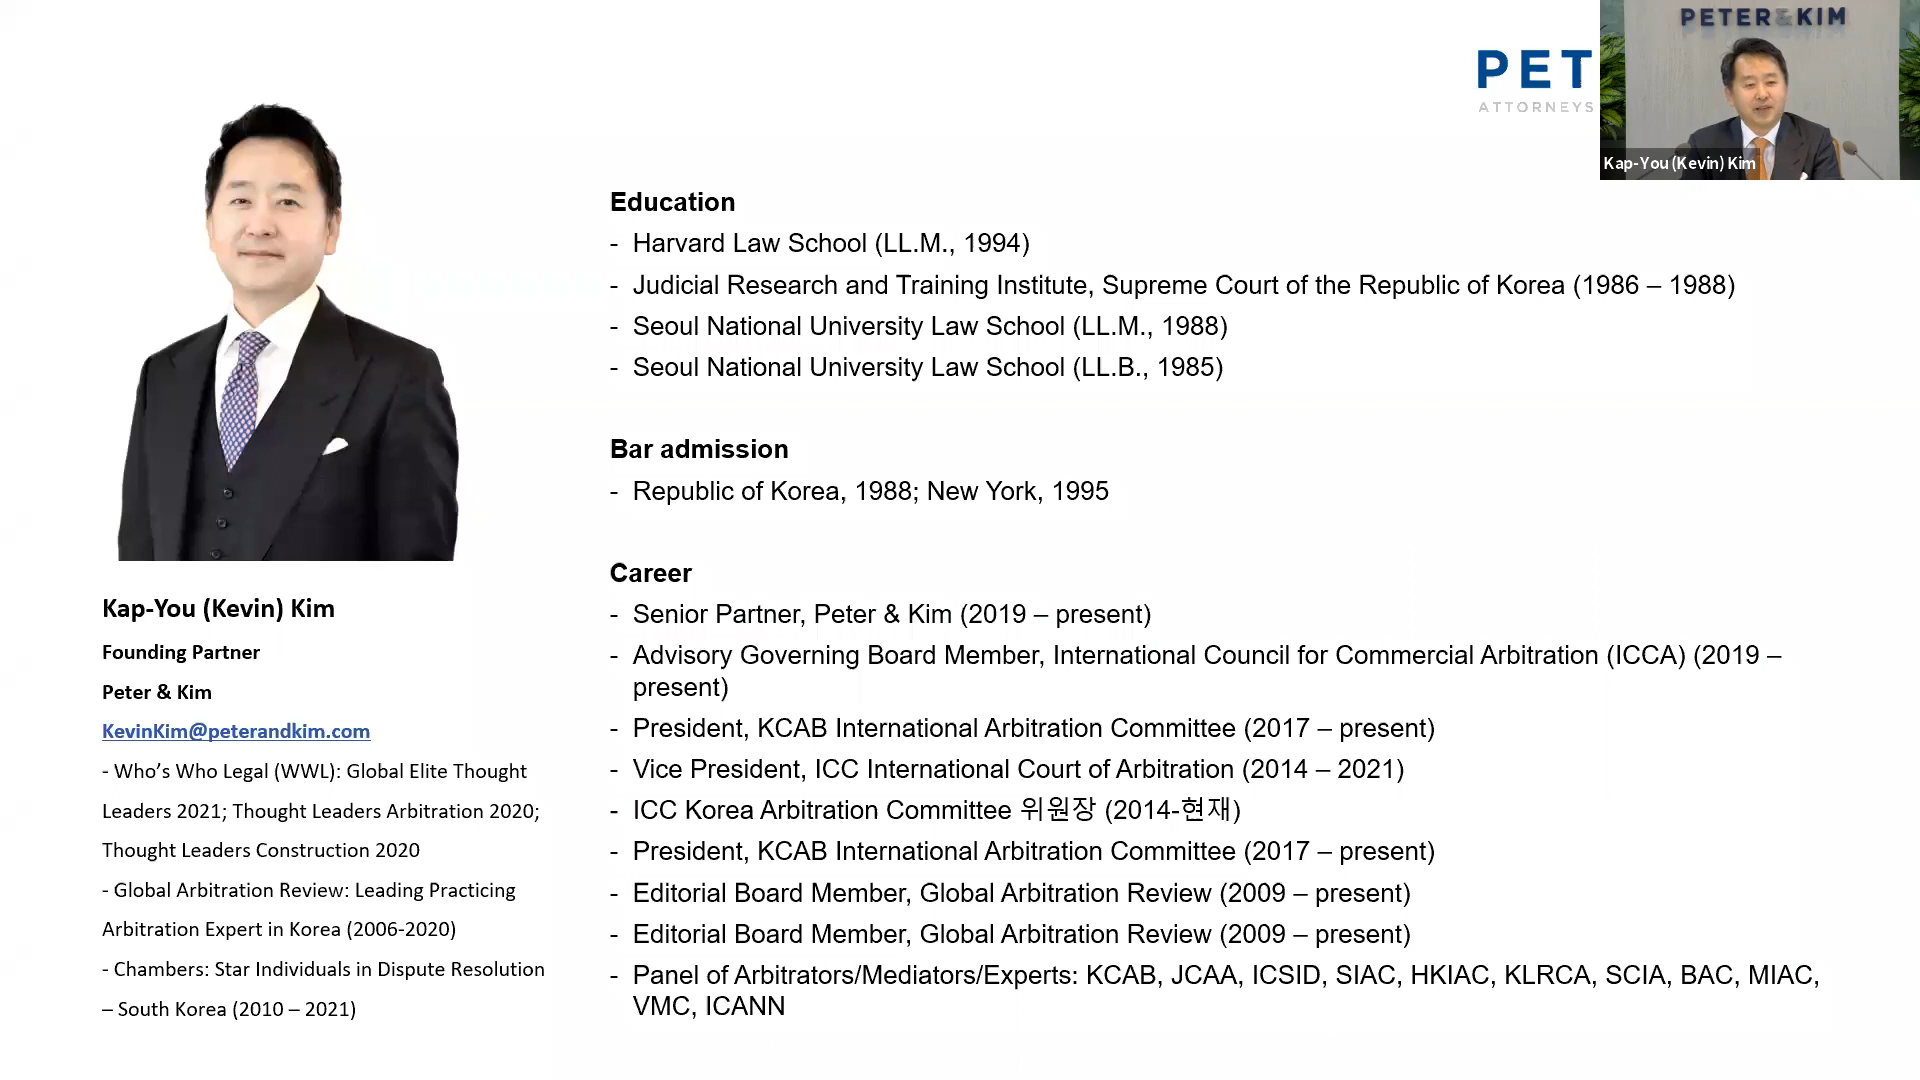 PETER & KIM
PET
ATTORNEYS
Kap-You (Kevin) Kim
Education
- Harvard Law School (LL.M., 1994)
- Judicial Research and Training Institute, Supreme Court of the Republic of Korea (1986 – 1988)
- Seoul National University Law School (LL.M., 1988)
- Seoul National University Law School (LL.B., 1985)
Bar admission
- Republic of Korea, 1988; New York, 1995
Career
- Senior Partner, Peter & Kim (2019 – present)
- Advisory Governing Board Member, International Council for Commercial Arbitration (ICCA) (2019 –
present)
- President, KCAB International Arbitration Committee (2017 – present)
- Vice President, ICC International Court of Arbitration (2014 – 2021)
- ICC Korea Arbitration Committee 위원장 (2014-현재)
- President, KCAB International Arbitration Committee (2017 – present)
- Editorial Board Member, Global Arbitration Review (2009 – present)
- Editorial Board Member, Global Arbitration Review (2009 – present)
- Panel of Arbitrators/Mediators/Experts: KCAB, JCAA, ICSID, SIAC, HKIAC, KLRCA, SCIA, BAC, MIAC,
VMC, ICANN
Kap-You (Kevin) Kim
Founding Partner
Peter & Kim
KevinKim@peterandkim.com
- Who’s Who Legal (WWL): Global Elite Thought
Leaders 2021; Thought Leaders Arbitration 2020;
Thought Leaders Construction 2020
- Global Arbitration Review: Leading Practicing
Arbitration Expert in Korea (2006-2020)
- Chambers: Star Individuals in Dispute Resolution
– South Korea (2010 – 2021)